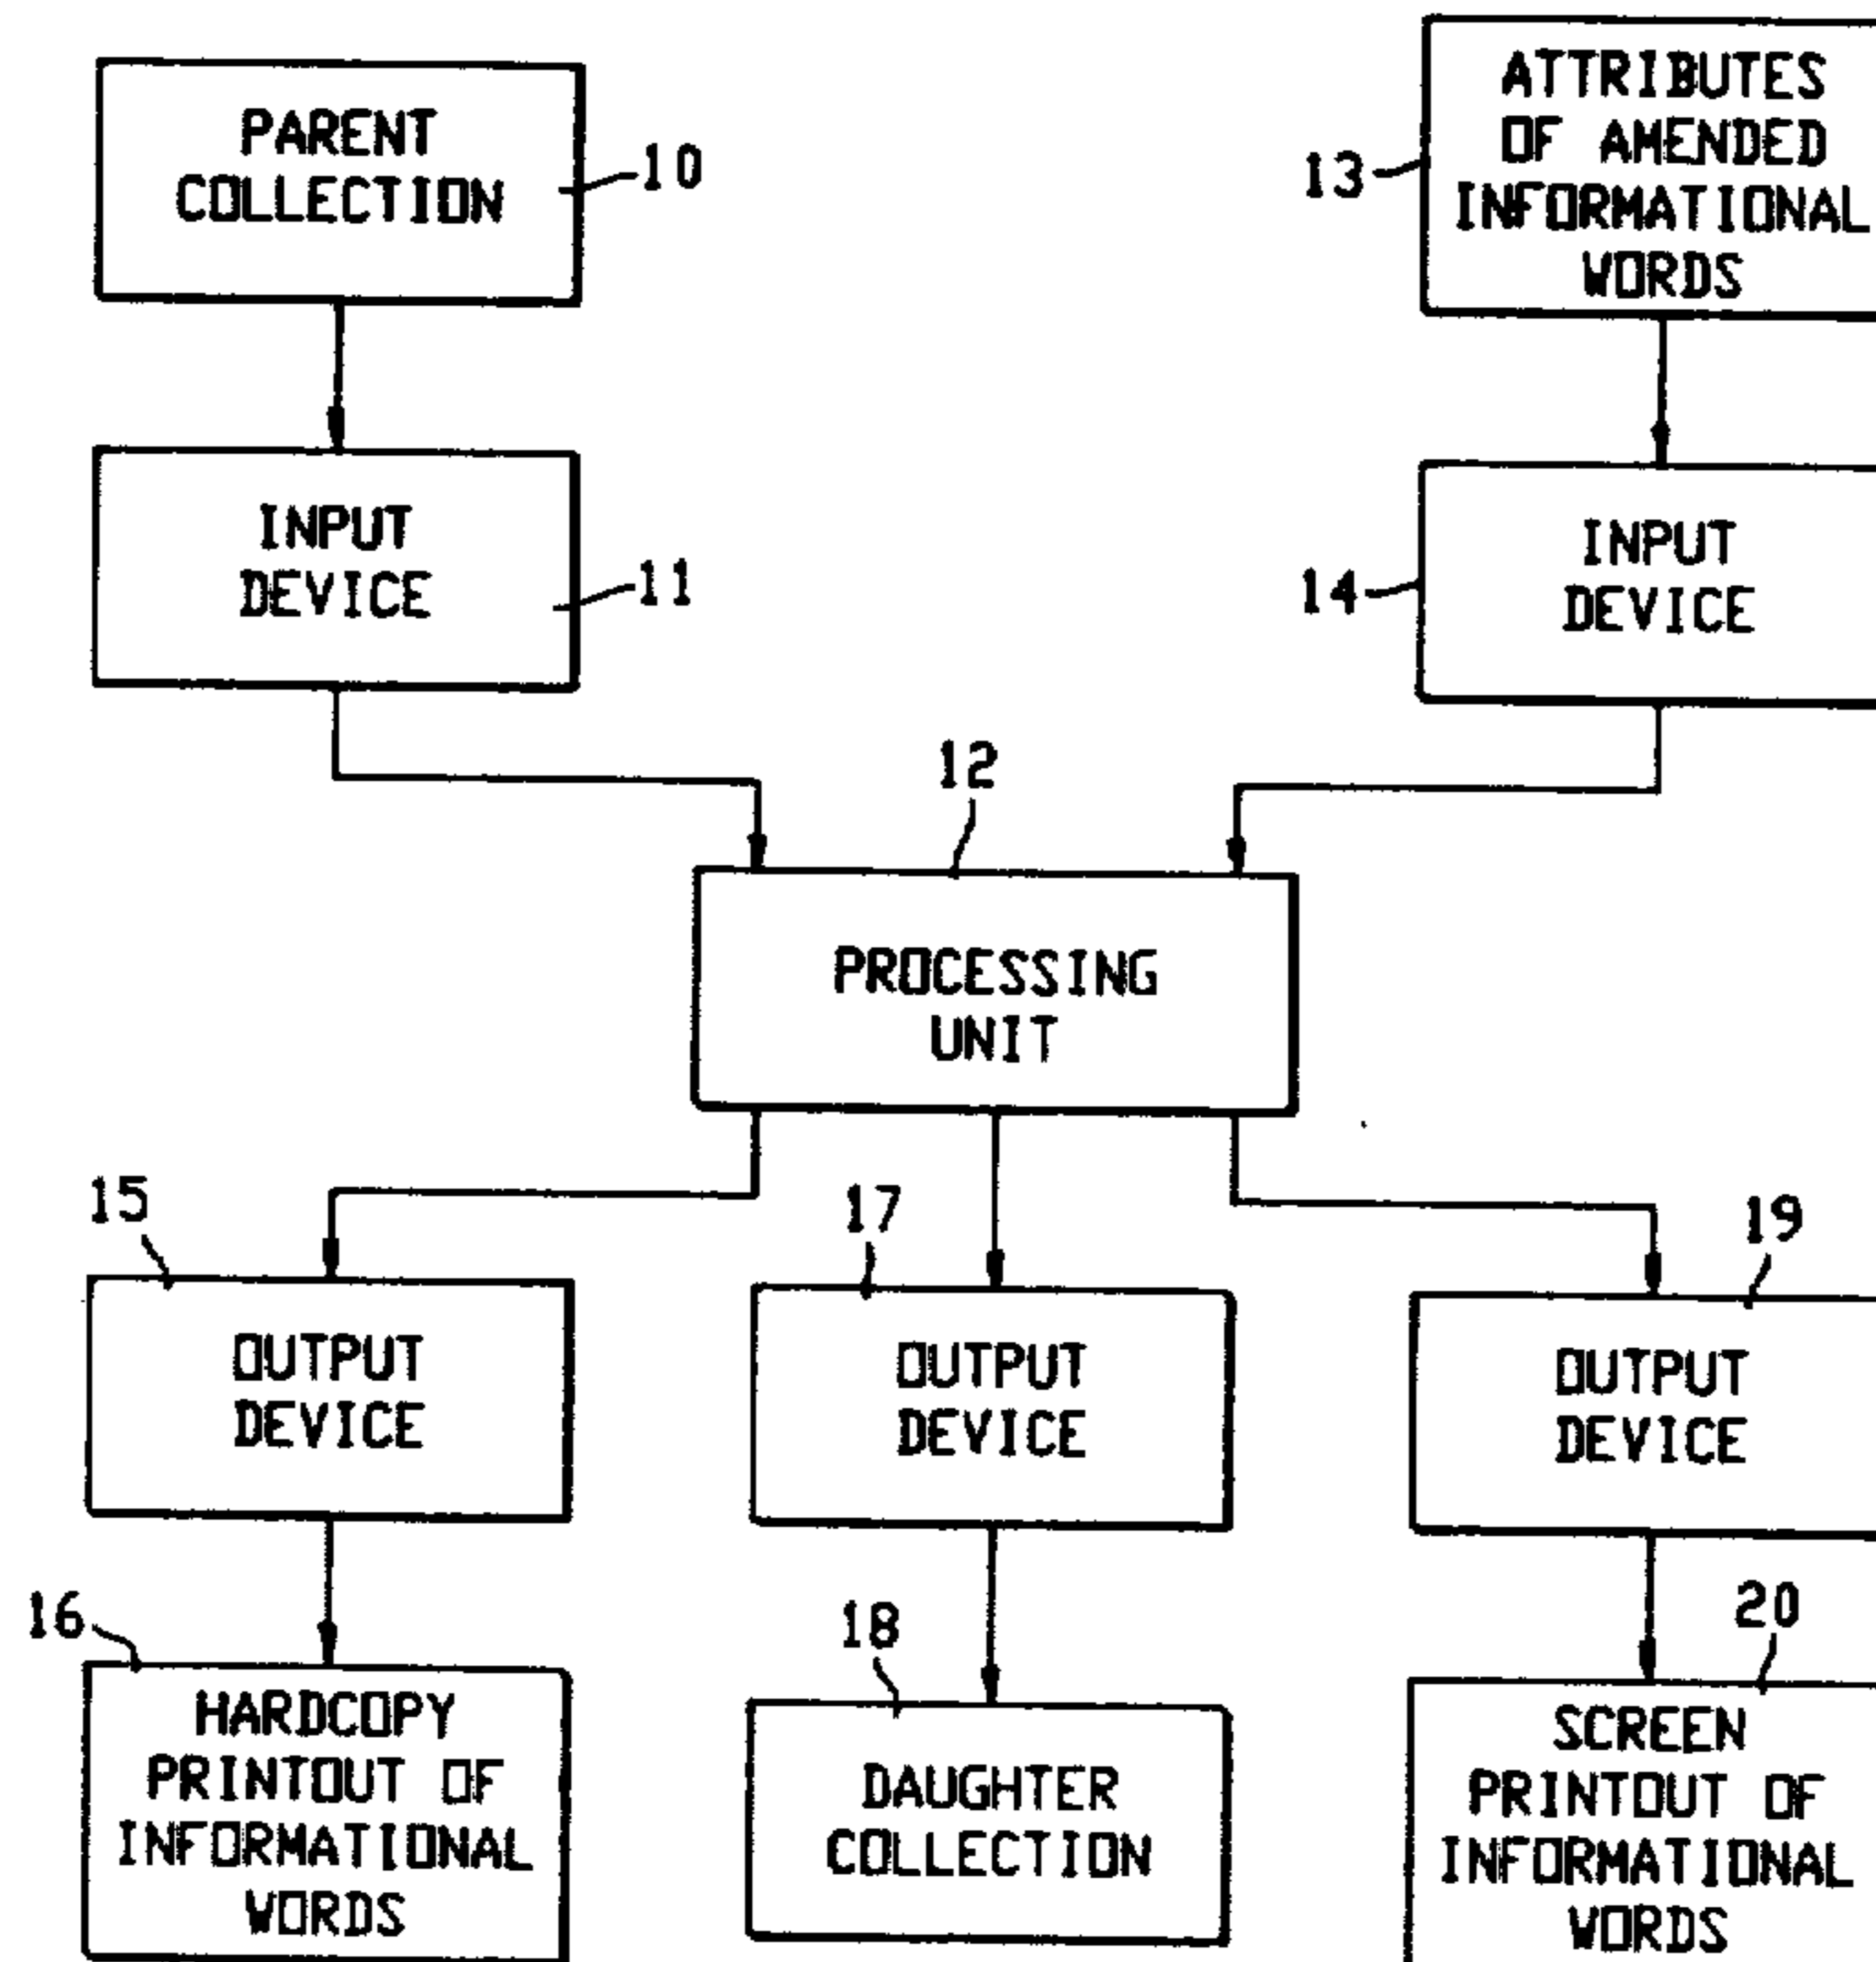 PARENT
COLLECTION
10
ATTRIBUTES
OF AMENDED
INFORMATIONAL
WORDS
13
INPUT
DEVICE
11
INPUT
DEVICE
14
12
PROCESSING
UNIT
15
OUTPUT
DEVICE
17
OUTPUT
DEVICE
19
OUTPUT
DEVICE
16
HARDCOPY
PRINTOUT OF
INFORMATIONAL
WORDS
18
DAUGHTER
COLLECTION
20
SCREEN
PRINTOUT OF
INFORMATIONAL
WORDS